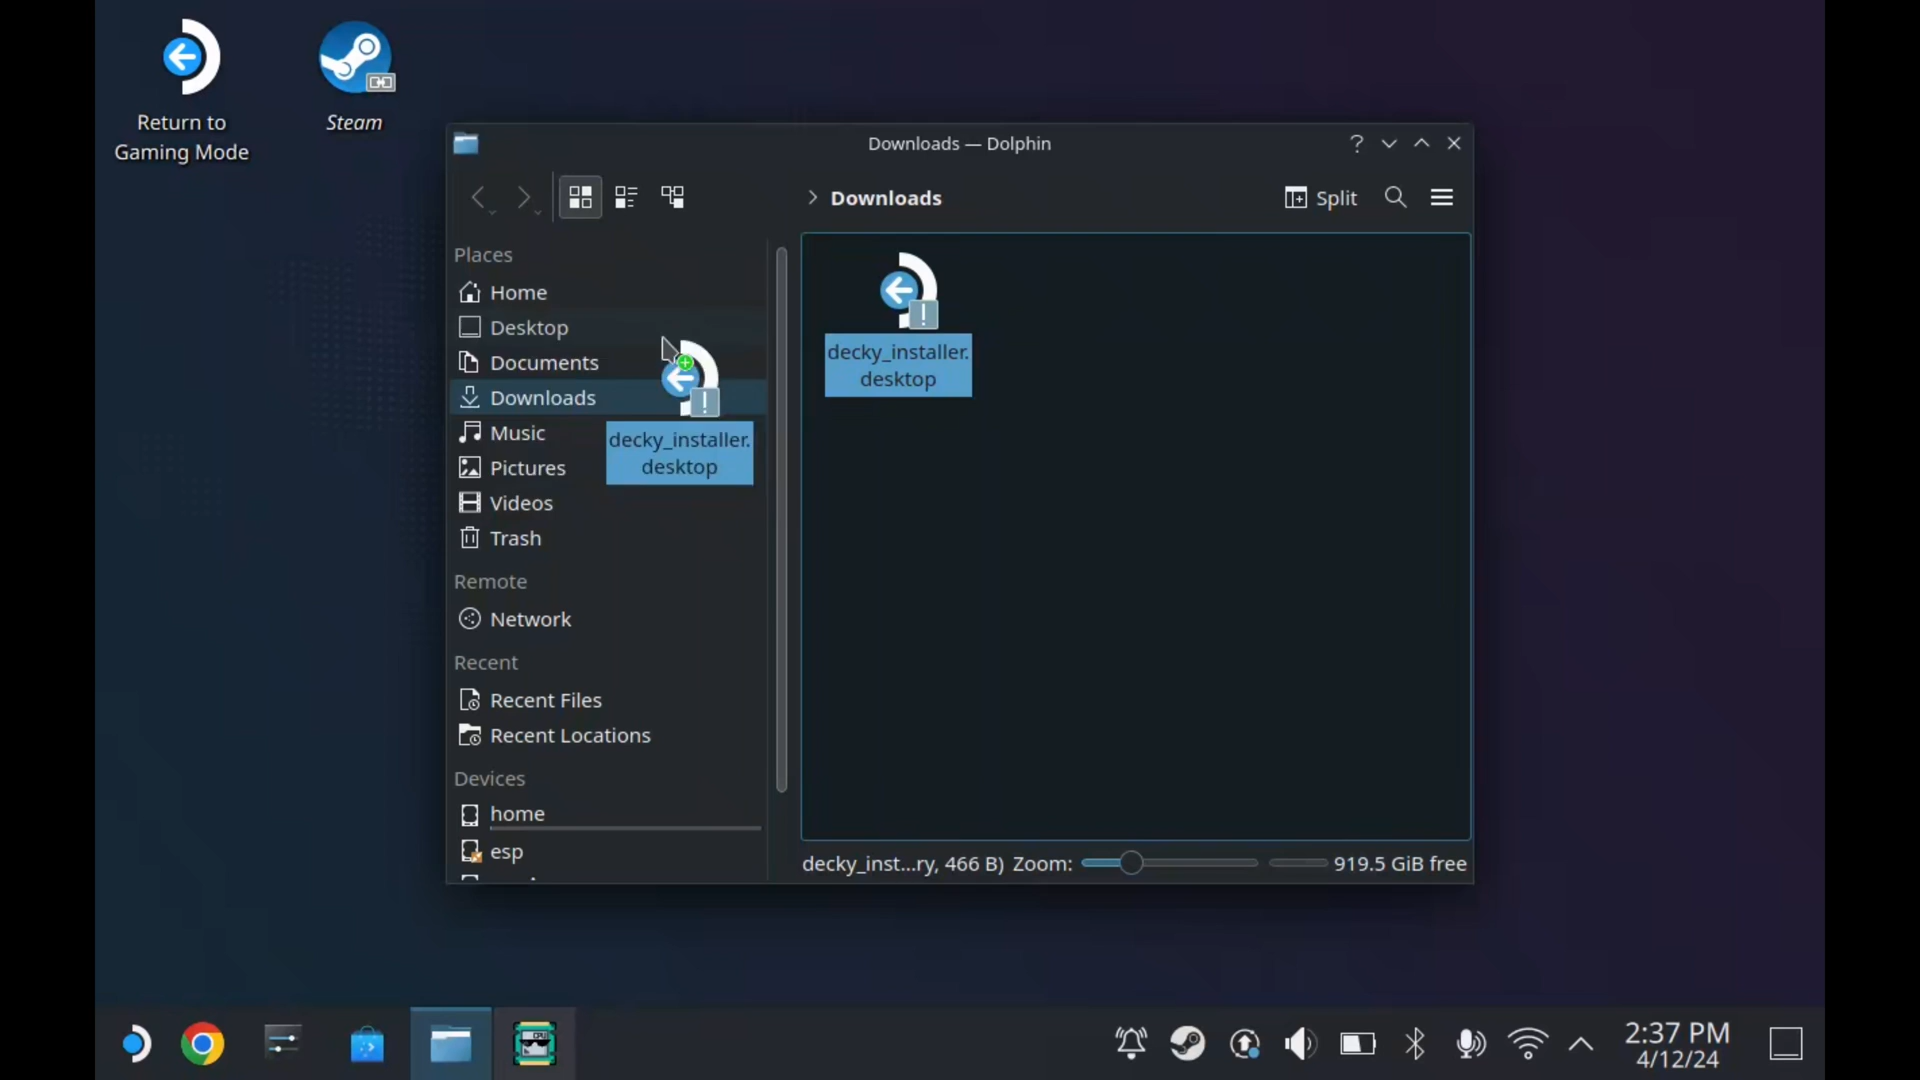 Return to
Gaming Mode
Steam
Downloads — Dolphin
Downloads
Split
Places
Home
Desktop
Documents
Downloads
Music
Pictures
Videos
Trash
decky_installer.
desktop
decky_installer.
desktop
Remote
Network
Recent
Recent Files
Recent Locations
Devices
home
esp
decky_inst...ry, 466 B)
Zoom:
919.5 GiB free
CPU
2:37 PM
4/12/24